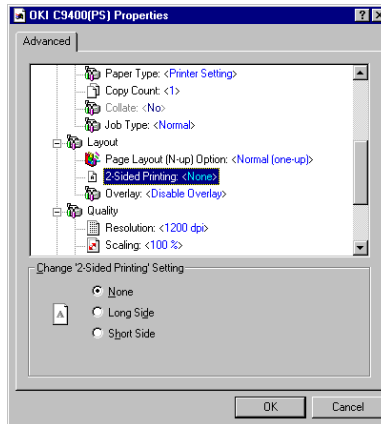 OKI C9400(PS) Properties
Advanced
Paper Type: <Printer Setting>
Copy Count: <1>
Collate: <No>
Job Type: <Normal>
Layout
Page Layout (N-up) Option: <Normal (one-up)>
2-Sided Printing: <None>
Overlay: <Disable Overlay>
Quality
Resolution: <1200 dpi>
Scaling: <100 %>
Change '2-Sided Printing' Setting
None
Long Side
Short Side
A
OK Cancel